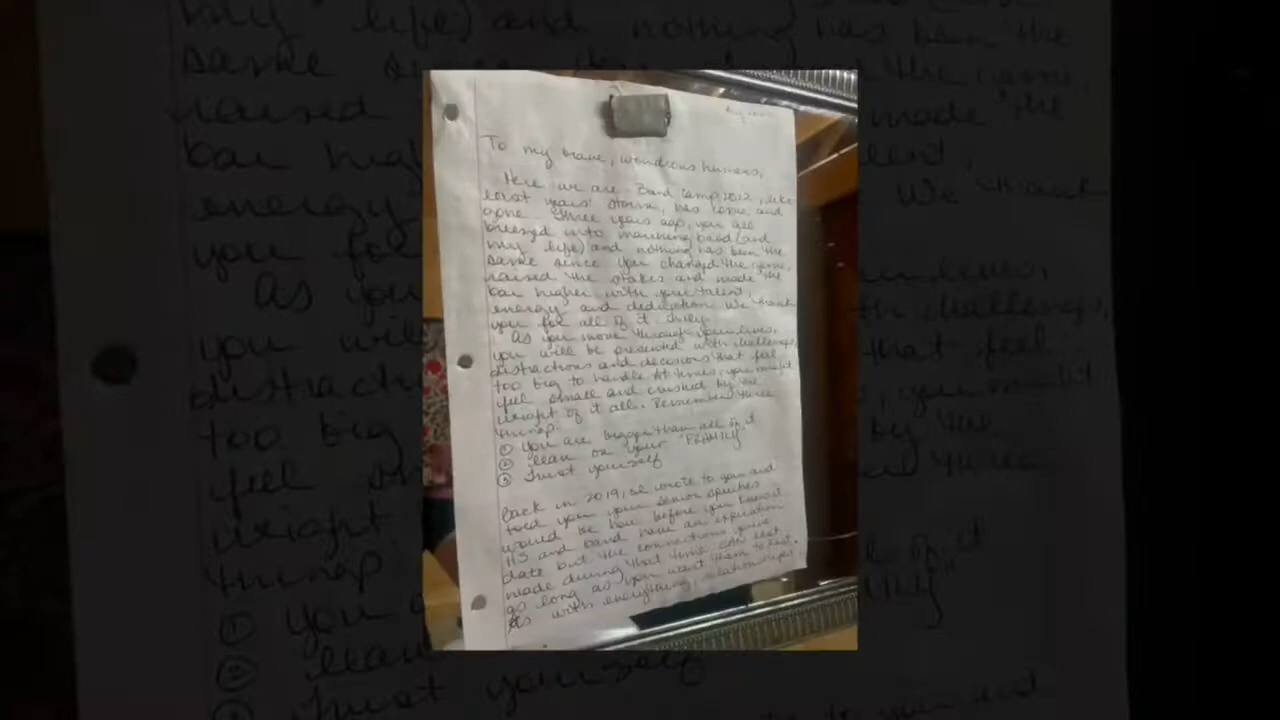 To my brave, wondrous humans,
Here we are - Band Camp 2022, like
last years' storm, has come and
gone. Three years ago, you all
breezed into marching band (and
my life) and nothing has been the
same since. You changed the game,
raised the stakes and made the
bar higher with your talent,
energy and dedication. We thank
you for all of it. Truly.
As you move through your lives,
you will be presented with challenges,
distractions and decisions that feel
too big to handle. At times, you might
feel small and crushed by the
weight of it all. Remember three
things:
① You are bigger than all of it
② lean on your "FRAMILY"
③ Trust yourself
Back in 2019, we wrote to you and
told you your senior speeches
would be here before you knew it.
HS and band have an expiration
date but the connections you've
made during that time can last
as long as you want them to last.
As with everything, relationships